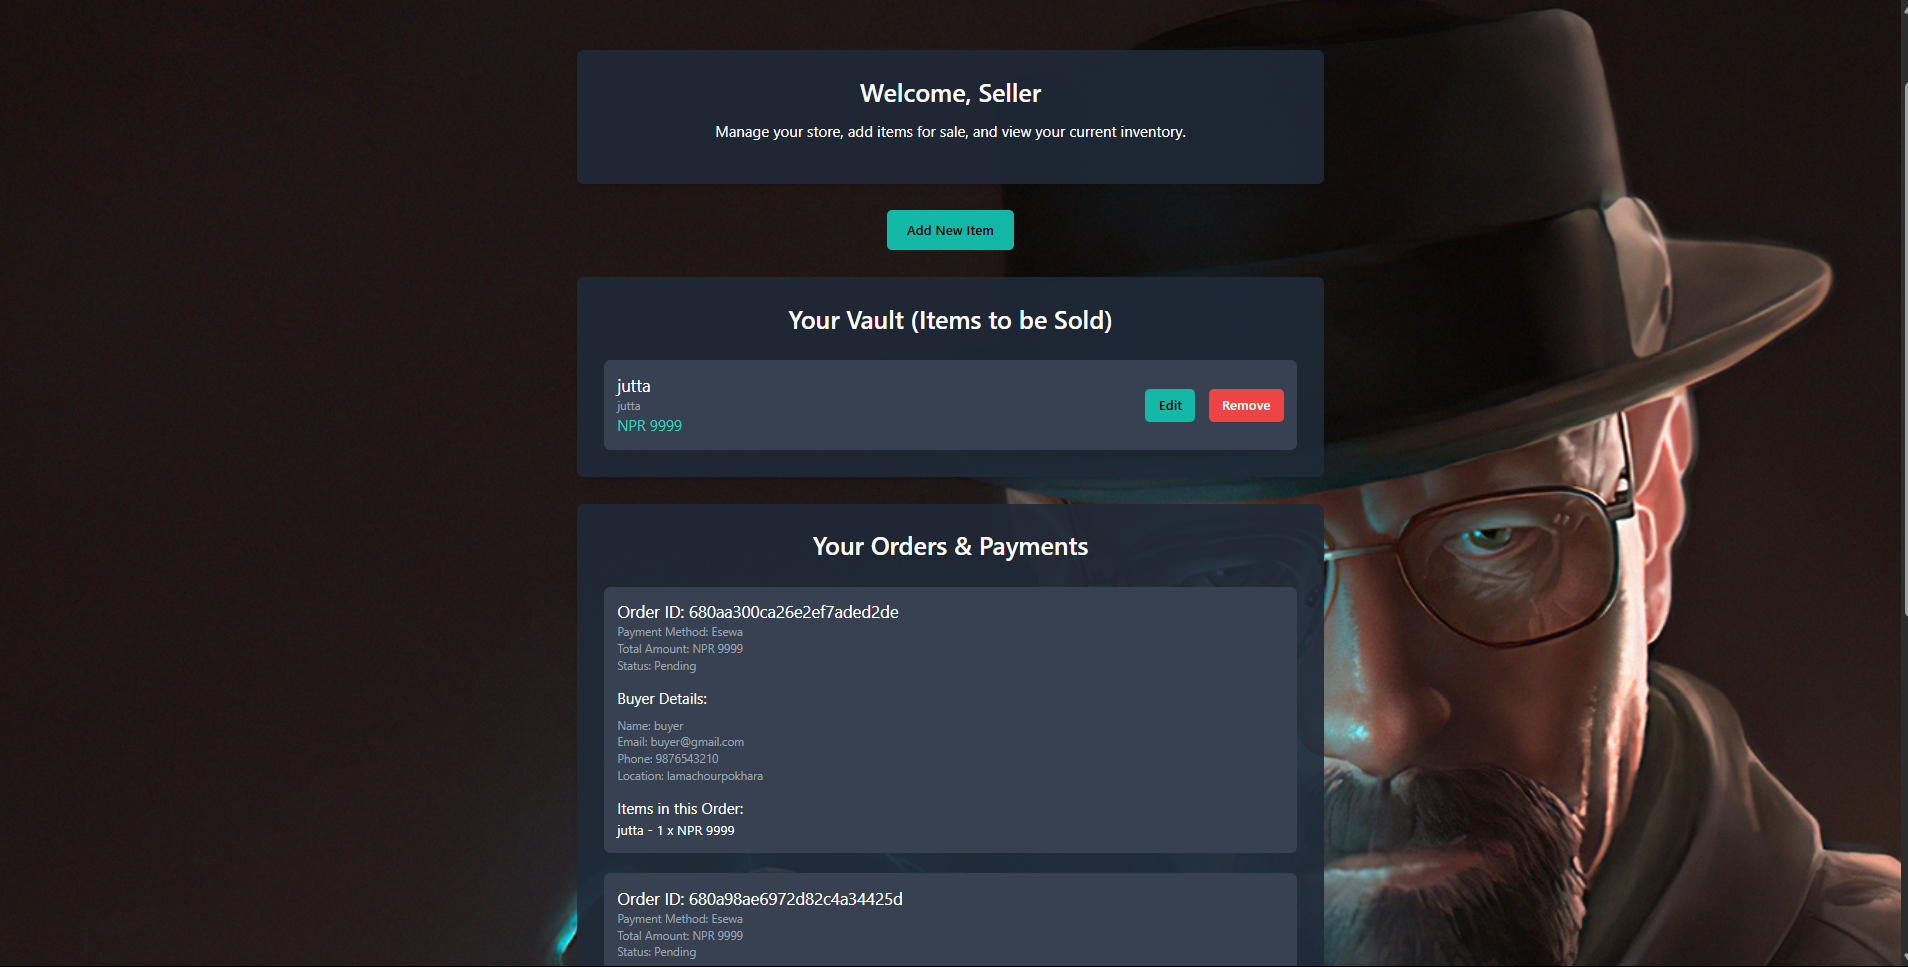 Welcome, Seller
Manage your store, add items for sale, and view your current inventory.
Add New Item
Your Vault (Items to be Sold)
jutta
jutta
NPR 9999
Edit
Remove
Your Orders & Payments
Order ID: 680aa300ca26e2ef7aded2de
Payment Method: Esewa
Total Amount: NPR 9999
Status: Pending
Buyer Details:
Name: buyer
Email: buyer@gmail.com
Phone: 9876543210
Location: lamachourpokhara
Items in this Order:
jutta - 1 x NPR 9999
Order ID: 680a98ae6972d82c4a34425d
Payment Method: Esewa
Total Amount: NPR 9999
Status: Pending